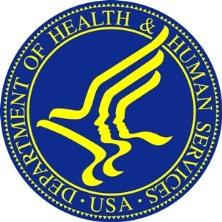 DEPARTMENT OF HEALTH & HUMAN SERVICES
· USA ·